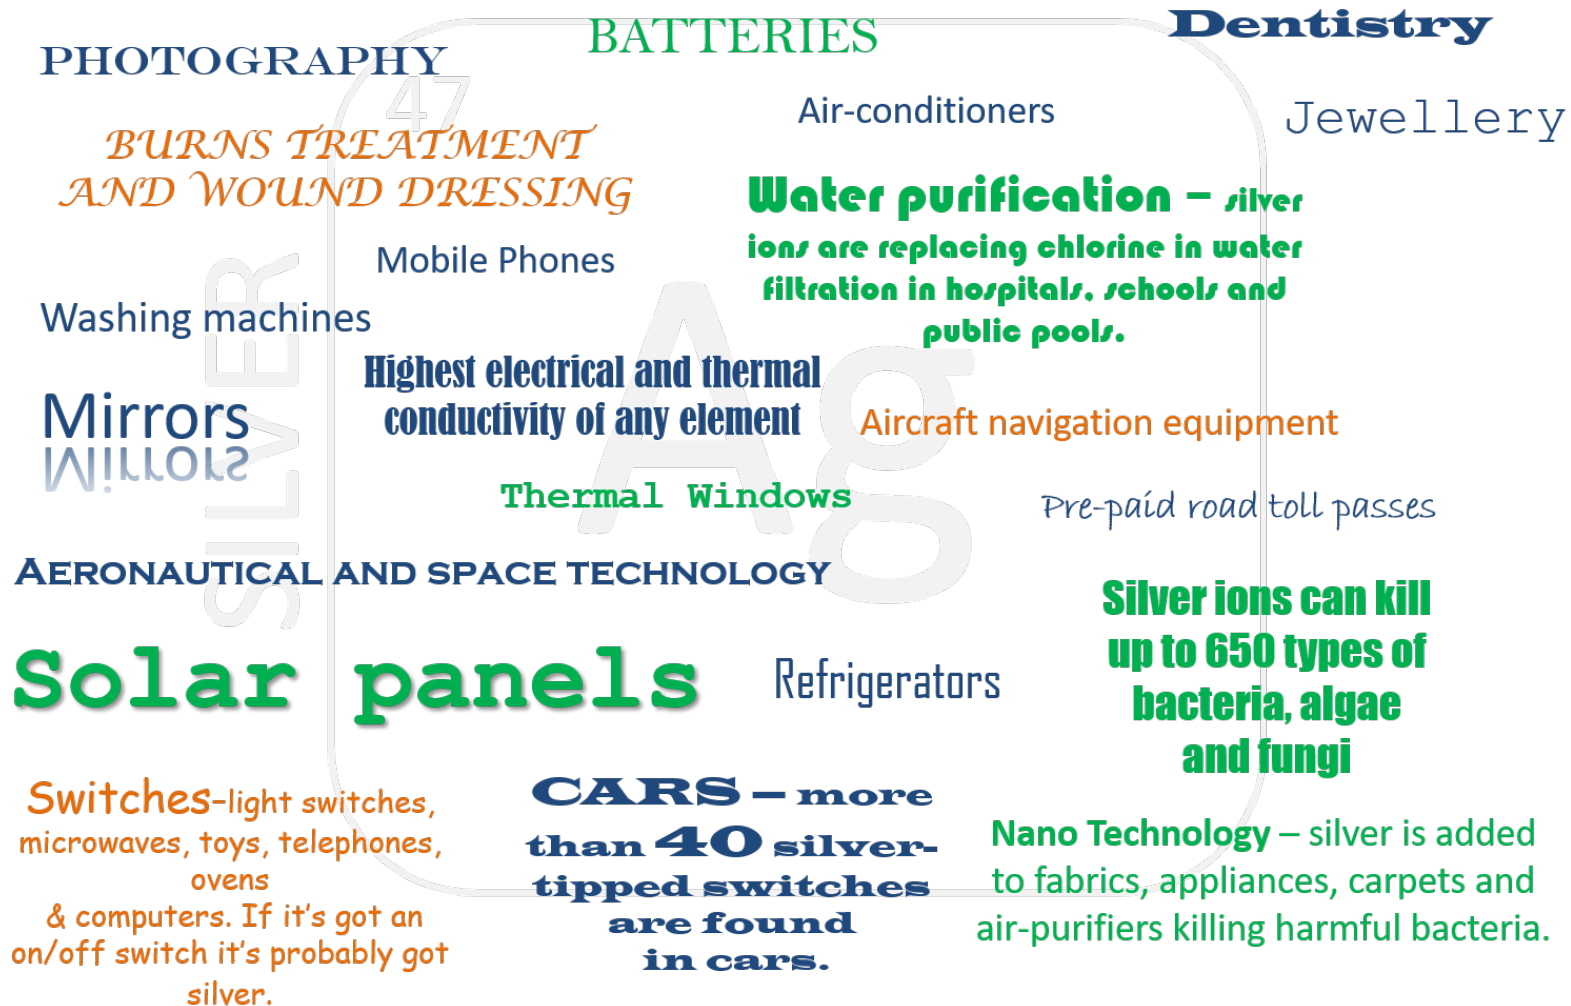 PHOTOGRAPHY
BATTERIES
Dentistry
47
Air-conditioners
Jewellery
BURNS TREATMENT
AND WOUND DRESSING
Water purification – silver
ions are replacing chlorine in water
filtration in hospitals, schools and
public pools.
Mobile Phones
Washing machines
SILVER
Ag
Highest electrical and thermal
conductivity of any element
Mirrors
Aircraft navigation equipment
Thermal Windows
Pre-paid road toll passes
AERONAUTICAL AND SPACE TECHNOLOGY
Silver ions can kill
up to 650 types of
bacteria, algae
and fungi
Solar panels
Refrigerators
Switches–light switches,
microwaves, toys, telephones,
ovens
& computers. If it's got an
on/off switch it's probably got
silver.
CARS – more
than 40 silver-
tipped switches
are found
in cars.
Nano Technology – silver is added
to fabrics, appliances, carpets and
air-purifiers killing harmful bacteria.